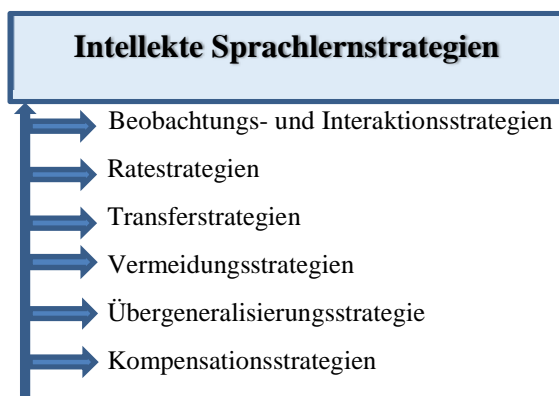 Intellekte Sprachlernstrategien
Beobachtungs- und Interaktionsstrategien
Ratestrategien
Transferstrategien
Vermeidungsstrategien
Übergeneralisierungsstrategie
Kompensationsstrategien